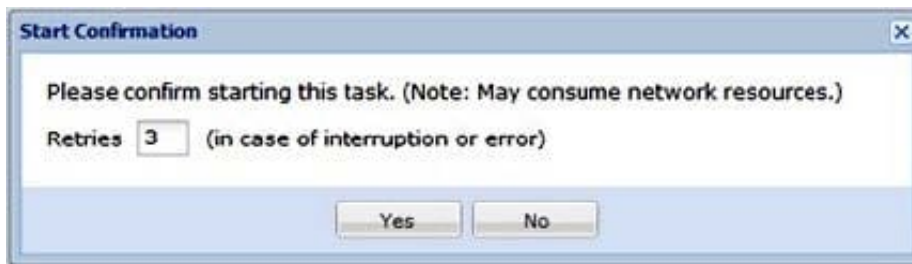 Start Confirmation
Please confirm starting this task. (Note: May consume network resources.)
Retries 3 (in case of interruption or error)
Yes No